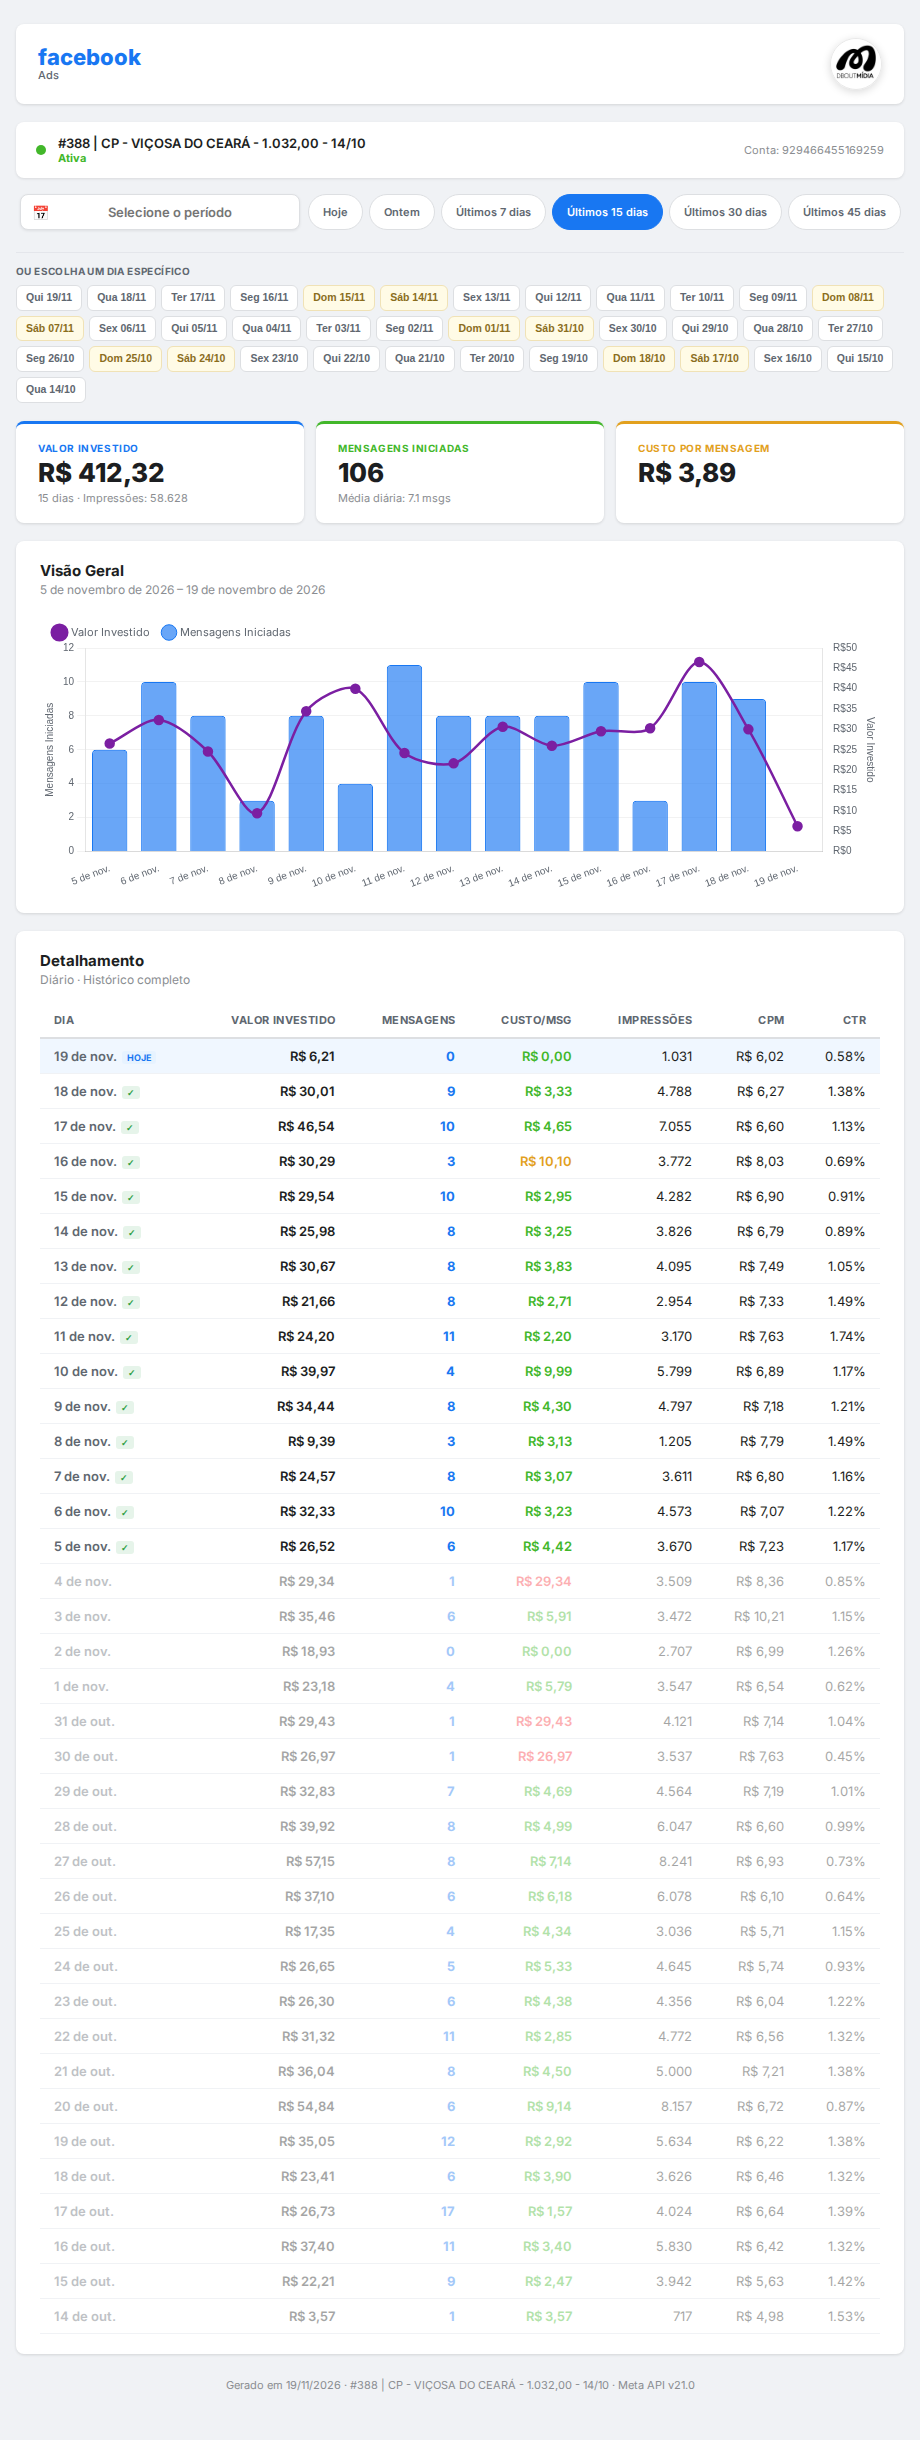 facebook
Ads
DBOUTMÍDIA
#388 | CP - VIÇOSA DO CEARÁ - 1.032,00 - 14/10
Ativa
Conta: 929466455169259
Selecione o período
Hoje
Ontem
Últimos 7 dias
Últimos 15 dias
Últimos 30 dias
Últimos 45 dias
OU ESCOLHA UM DIA ESPECÍFICO
Qui 19/11 Qua 18/11 Ter 17/11 Seg 16/11 Dom 15/11 Sáb 14/11 Sex 13/11 Qui 12/11 Qua 11/11 Ter 10/11 Seg 09/11 Dom 08/11
Sáb 07/11 Sex 06/11 Qui 05/11 Qua 04/11 Ter 03/11 Seg 02/11 Dom 01/11 Sáb 31/10 Sex 30/10 Qui 29/10 Qua 28/10 Ter 27/10
Seg 26/10 Dom 25/10 Sáb 24/10 Sex 23/10 Qui 22/10 Qua 21/10 Ter 20/10 Seg 19/10 Dom 18/10 Sáb 17/10 Sex 16/10 Qui 15/10
Qua 14/10
VALOR INVESTIDO
R$ 412,32
15 dias · Impressões: 58.628
MENSAGENS INICIADAS
106
Média diária: 7.1 msgs
CUSTO POR MENSAGEM
R$ 3,89
Visão Geral
5 de novembro de 2026 – 19 de novembro de 2026
Valor Investido
Mensagens Iniciadas
Mensagens Iniciadas
12
10
8
6
4
2
0
R$50
R$45
R$40
R$35
R$30
R$25
R$20
R$15
R$10
R$5
R$0
Valor Investido
5 de nov. 6 de nov. 7 de nov. 8 de nov. 9 de nov. 10 de nov. 11 de nov. 12 de nov. 13 de nov. 14 de nov. 15 de nov. 16 de nov. 17 de nov. 18 de nov. 19 de nov.
Detalhamento
Diário · Histórico completo
DIA VALOR INVESTIDO MENSAGENS CUSTO/MSG IMPRESSÕES CPM CTR
19 de nov. HOJE R$ 6,21 0 R$ 0,00 1.031 R$ 6,02 0.58%
18 de nov. ✓ R$ 30,01 9 R$ 3,33 4.788 R$ 6,27 1.38%
17 de nov. ✓ R$ 46,54 10 R$ 4,65 7.055 R$ 6,60 1.13%
16 de nov. ✓ R$ 30,29 3 R$ 10,10 3.772 R$ 8,03 0.69%
15 de nov. ✓ R$ 29,54 10 R$ 2,95 4.282 R$ 6,90 0.91%
14 de nov. ✓ R$ 25,98 8 R$ 3,25 3.826 R$ 6,79 0.89%
13 de nov. ✓ R$ 30,67 8 R$ 3,83 4.095 R$ 7,49 1.05%
12 de nov. ✓ R$ 21,66 8 R$ 2,71 2.954 R$ 7,33 1.49%
11 de nov. ✓ R$ 24,20 11 R$ 2,20 3.170 R$ 7,63 1.74%
10 de nov. ✓ R$ 39,97 4 R$ 9,99 5.799 R$ 6,89 1.17%
9 de nov. ✓ R$ 34,44 8 R$ 4,30 4.797 R$ 7,18 1.21%
8 de nov. ✓ R$ 9,39 3 R$ 3,13 1.205 R$ 7,79 1.49%
7 de nov. ✓ R$ 24,57 8 R$ 3,07 3.611 R$ 6,80 1.16%
6 de nov. ✓ R$ 32,33 10 R$ 3,23 4.573 R$ 7,07 1.22%
5 de nov. ✓ R$ 26,52 6 R$ 4,42 3.670 R$ 7,23 1.17%
4 de nov. R$ 29,34 1 R$ 29,34 3.509 R$ 8,36 0.85%
3 de nov. R$ 35,46 6 R$ 5,91 3.472 R$ 10,21 1.15%
2 de nov. R$ 18,93 0 R$ 0,00 2.707 R$ 6,99 1.26%
1 de nov. R$ 23,18 4 R$ 5,79 3.547 R$ 6,54 0.62%
31 de out. R$ 29,43 1 R$ 29,43 4.121 R$ 7,14 1.04%
30 de out. R$ 26,97 1 R$ 26,97 3.537 R$ 7,63 0.45%
29 de out. R$ 32,83 7 R$ 4,69 4.564 R$ 7,19 1.01%
28 de out. R$ 39,92 8 R$ 4,99 6.047 R$ 6,60 0.99%
27 de out. R$ 57,15 8 R$ 7,14 8.241 R$ 6,93 0.73%
26 de out. R$ 37,10 6 R$ 6,18 6.078 R$ 6,10 0.64%
25 de out. R$ 17,35 4 R$ 4,34 3.036 R$ 5,71 1.15%
24 de out. R$ 26,65 5 R$ 5,33 4.645 R$ 5,74 0.93%
23 de out. R$ 26,30 6 R$ 4,38 4.356 R$ 6,04 1.22%
22 de out. R$ 31,32 11 R$ 2,85 4.772 R$ 6,56 1.32%
21 de out. R$ 36,04 8 R$ 4,50 5.000 R$ 7,21 1.38%
20 de out. R$ 54,84 6 R$ 9,14 8.157 R$ 6,72 0.87%
19 de out. R$ 35,05 12 R$ 2,92 5.634 R$ 6,22 1.38%
18 de out. R$ 23,41 6 R$ 3,90 3.626 R$ 6,46 1.32%
17 de out. R$ 26,73 17 R$ 1,57 4.024 R$ 6,64 1.39%
16 de out. R$ 37,40 11 R$ 3,40 5.830 R$ 6,42 1.32%
15 de out. R$ 22,21 9 R$ 2,47 3.942 R$ 5,63 1.42%
14 de out. R$ 3,57 1 R$ 3,57 717 R$ 4,98 1.53%
Gerado em 19/11/2026 · #388 | CP - VIÇOSA DO CEARÁ - 1.032,00 - 14/10 · Meta API v21.0